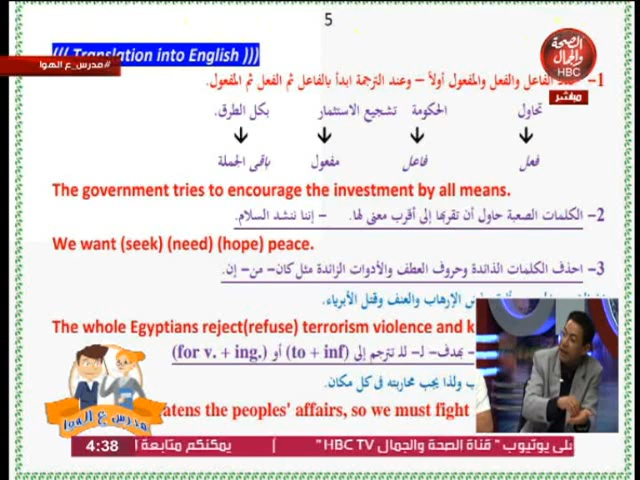 5
((( Translation into English )))
#مدرس_ع الهوا
الصحة والجمال
HBC
مباشر
1- الفاعل والفعل والمفعول أولاً – وعند الترجمة ابدأ بالفاعل ثم الفعل ثم المفعول.
تحاول الحكومة تشجيع الاستثمار بكل الطرق.
فعل فاعل مفعول باقى الجملة
The government tries to encourage the investment by all means.
2- الكلمات الصعبة حاول أن تقربها إلى أقرب معنى لها. – إننا ننشد السلام.
We want (seek) (need) (hope) peace.
3- احذف الكلمات الذائدة وحروف العطف والأدوات الزائدة مثل كان– من– إن.
الإرهاب والعنف وقتل الأبرياء.
The whole Egyptians reject(refuse) terrorism violence and k
- بهدف– لـ– لذ تترجم إلى (to + inf) أو (for v. + ing.)
ولذا يجب محاربته فى كل مكان.
atens the peoples' affairs, so we must fight
مدرس ع الهوا
4:38
على يوتيوب " قناة الصحة والجمال HBC TV" يمكنكم متابعة